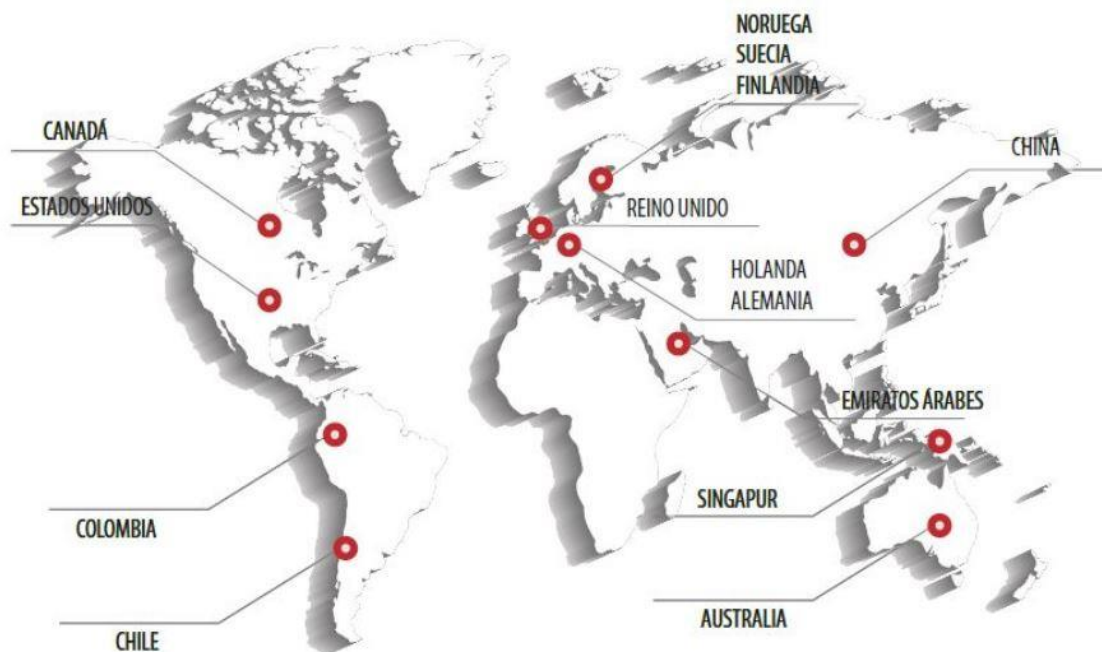 NORUEGA
SUECIA
FINLANDIA
CANADÁ
CHINA
ESTADOS UNIDOS
REINO UNIDO
HOLANDA
ALEMANIA
EMIRATOS ÁRABES
SINGAPUR
COLOMBIA
AUSTRALIA
CHILE